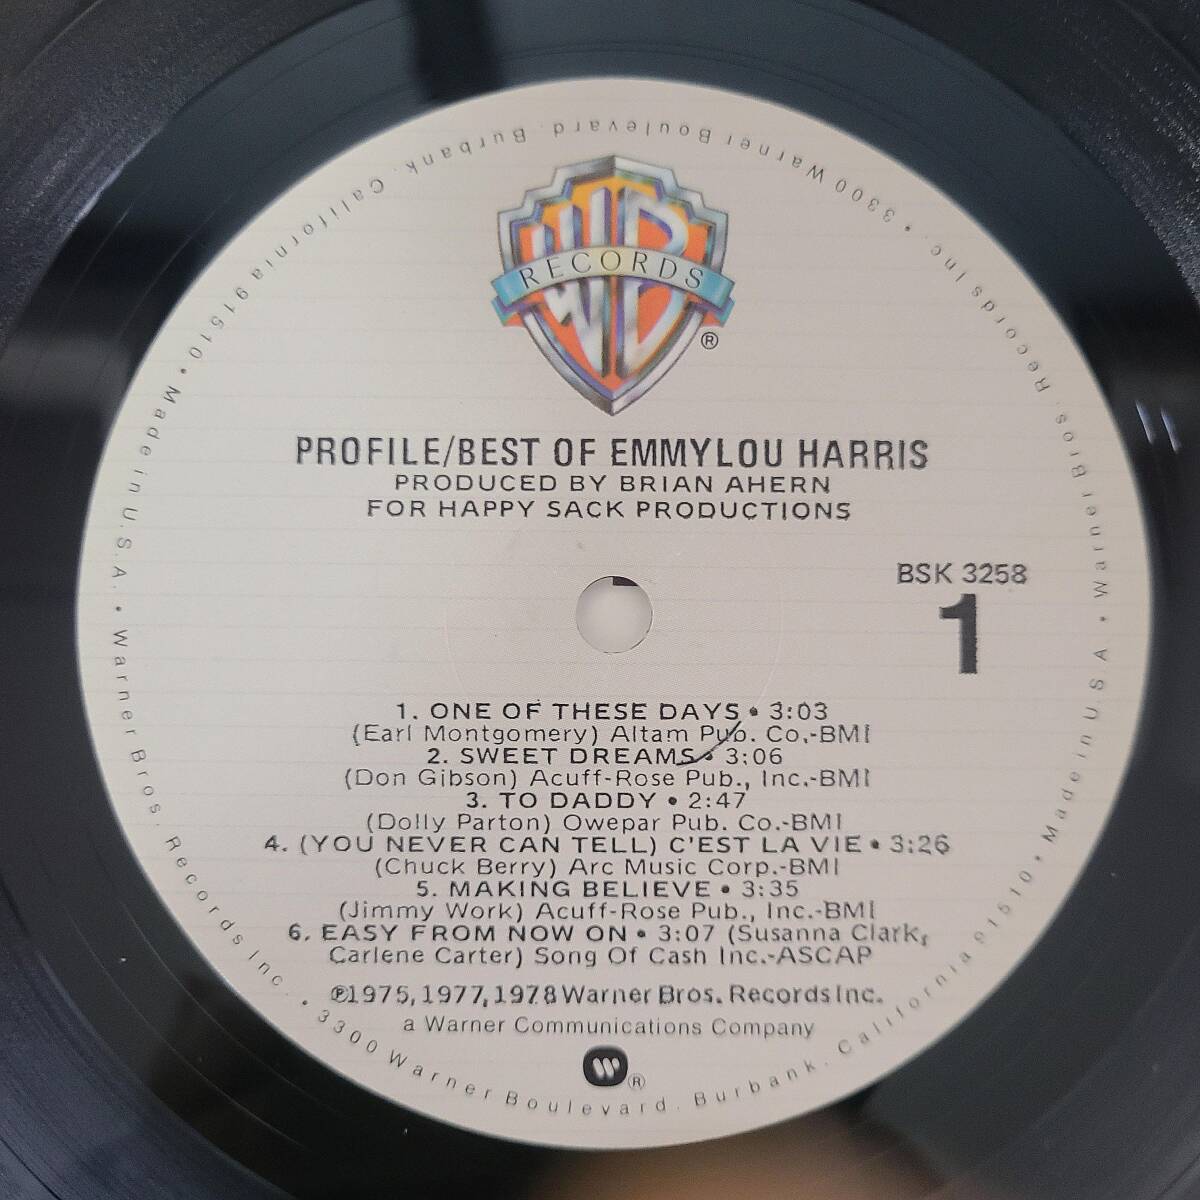 WB
RECORDS
®
PROFILE/BEST OF EMMYLOU HARRIS
PRODUCED BY BRIAN AHERN
FOR HAPPY SACK PRODUCTIONS
BSK 3258
1
1. ONE OF THESE DAYS • 3:03
(Earl Montgomery) Altam Pub. Co.-BMI
2. SWEET DREAMS • 3:06
(Don Gibson) Acuff-Rose Pub., Inc.-BMI
3. TO DADDY • 2:47
(Dolly Parton) Owepar Pub. Co.-BMI
4. (YOU NEVER CAN TELL) C'EST LA VIE • 3:26
(Chuck Berry) Arc Music Corp.-BMI
5. MAKING BELIEVE • 3:35
(Jimmy Work) Acuff-Rose Pub., Inc.-BMI
6. EASY FROM NOW ON • 3:07 (Susanna Clark,
Carlene Carter) Song Of Cash Inc.-ASCAP
℗1975, 1977, 1978 Warner Bros. Records Inc.
a Warner Communications Company
W ®
Made in U.S.A. • Warner Bros. Records Inc. • 3300 Warner Boulevard. Burbank. California 91510 • Made in U.S.A • Warner Bros. Records Inc. • 3300 Warner Boulevard. Burbank. California 91510 •